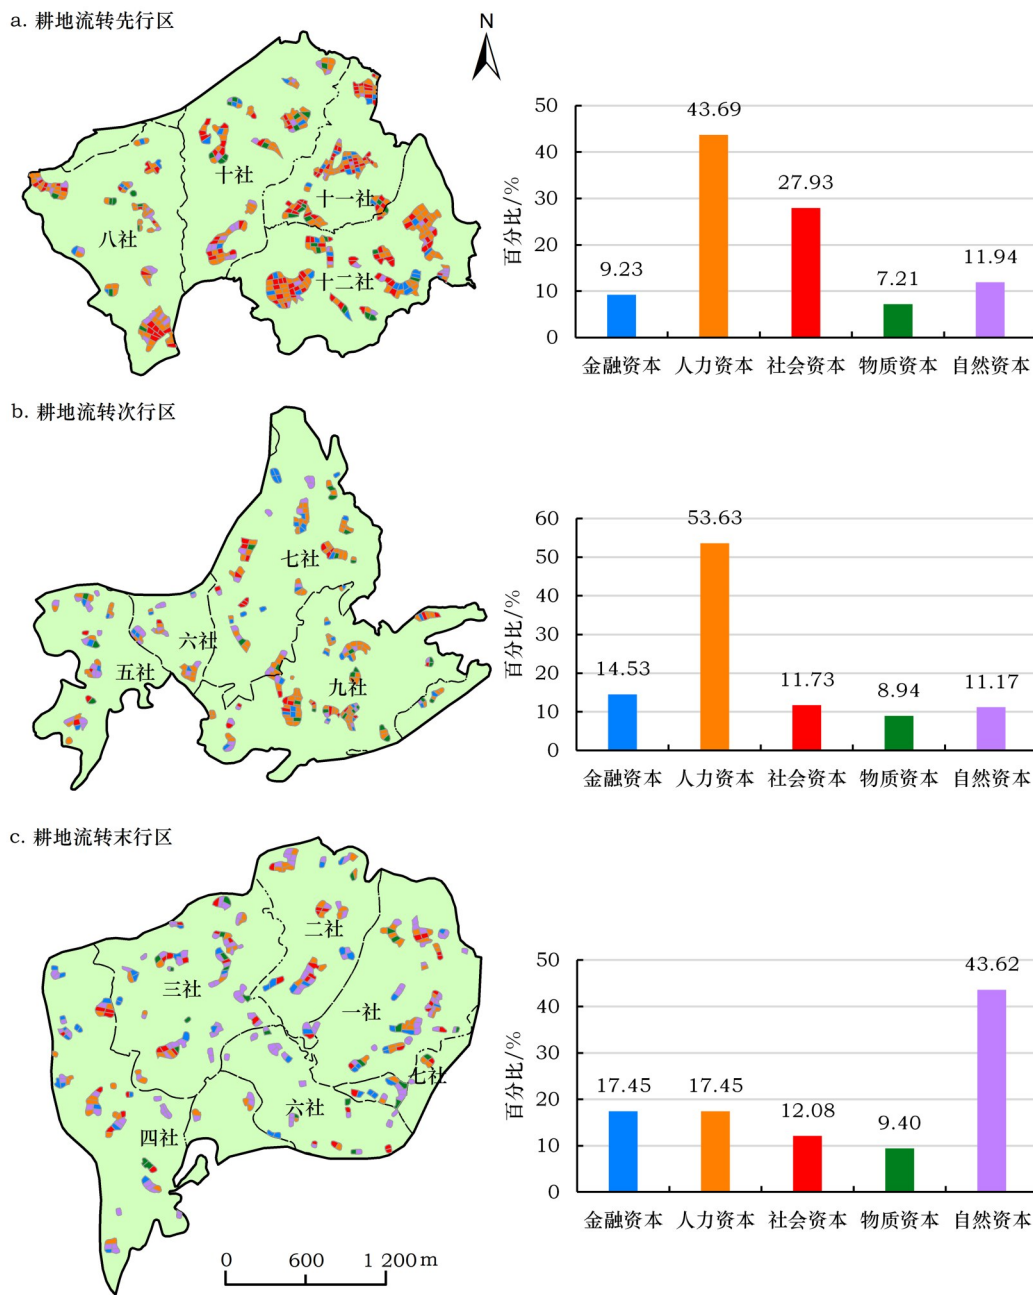 a. 耕地流转先行区
N
十社
十一社
八社
十二社
百分比/%
50
40
30
20
10
0
9.23
43.69
27.93
7.21
11.94
金融资本
人力资本
社会资本
物质资本
自然资本
b. 耕地流转次行区
七社
六社
五社
九社
百分比/%
60
50
40
30
20
10
0
14.53
53.63
11.73
8.94
11.17
金融资本
人力资本
社会资本
物质资本
自然资本
c. 耕地流转末行区
二社
三社
一社
七社
六社
四社
0 600 1 200 m
百分比/%
50
40
30
20
10
0
17.45
17.45
12.08
9.40
43.62
金融资本
人力资本
社会资本
物质资本
自然资本